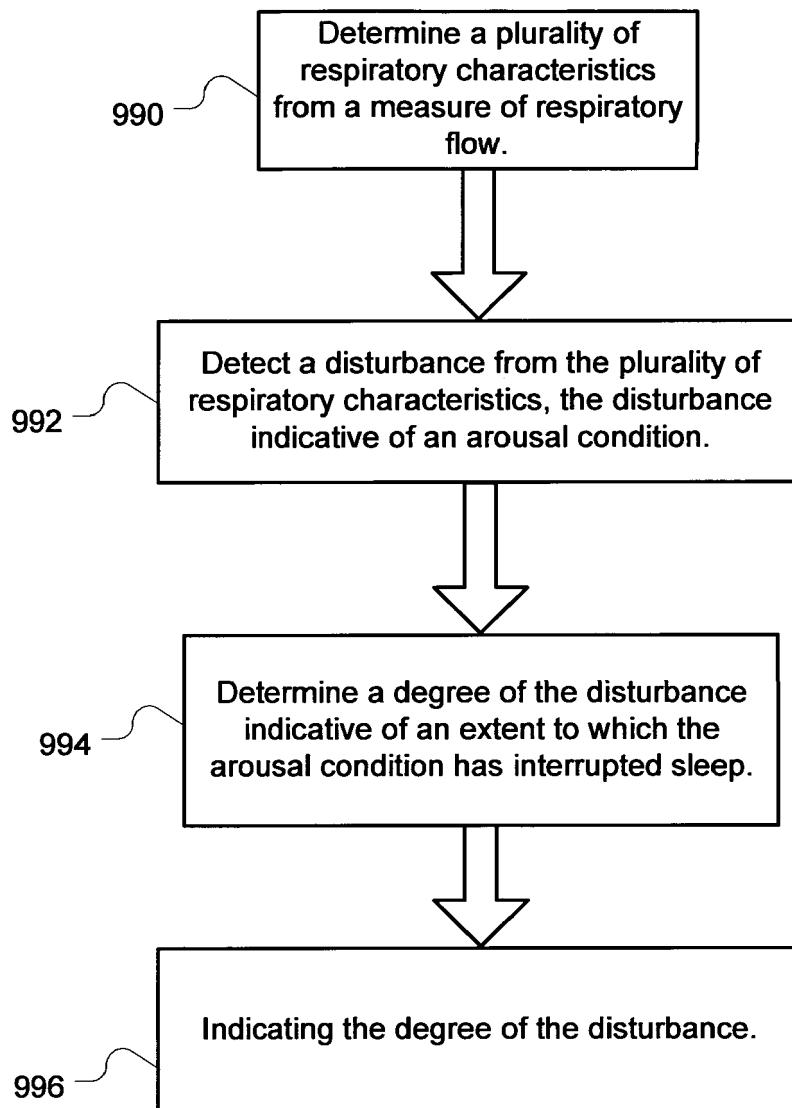 Determine a plurality of
respiratory characteristics
from a measure of respiratory
flow.
990
Detect a disturbance from the plurality of
respiratory characteristics, the disturbance
indicative of an arousal condition.
992
Determine a degree of the disturbance
indicative of an extent to which the
arousal condition has interrupted sleep.
994
Indicating the degree of the disturbance.
996